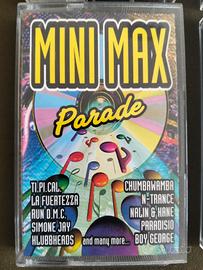 MINI MAX
Parade
TI.PI.CAL.
LA FUERTEZZA
RUN D.M.C.
SIMONE JAY
KLUBBHEADS
and many more...
CHUMBAWAMBA
N-TRANCE
NALIN & KANE
PARADISIO
BOY GEORGE